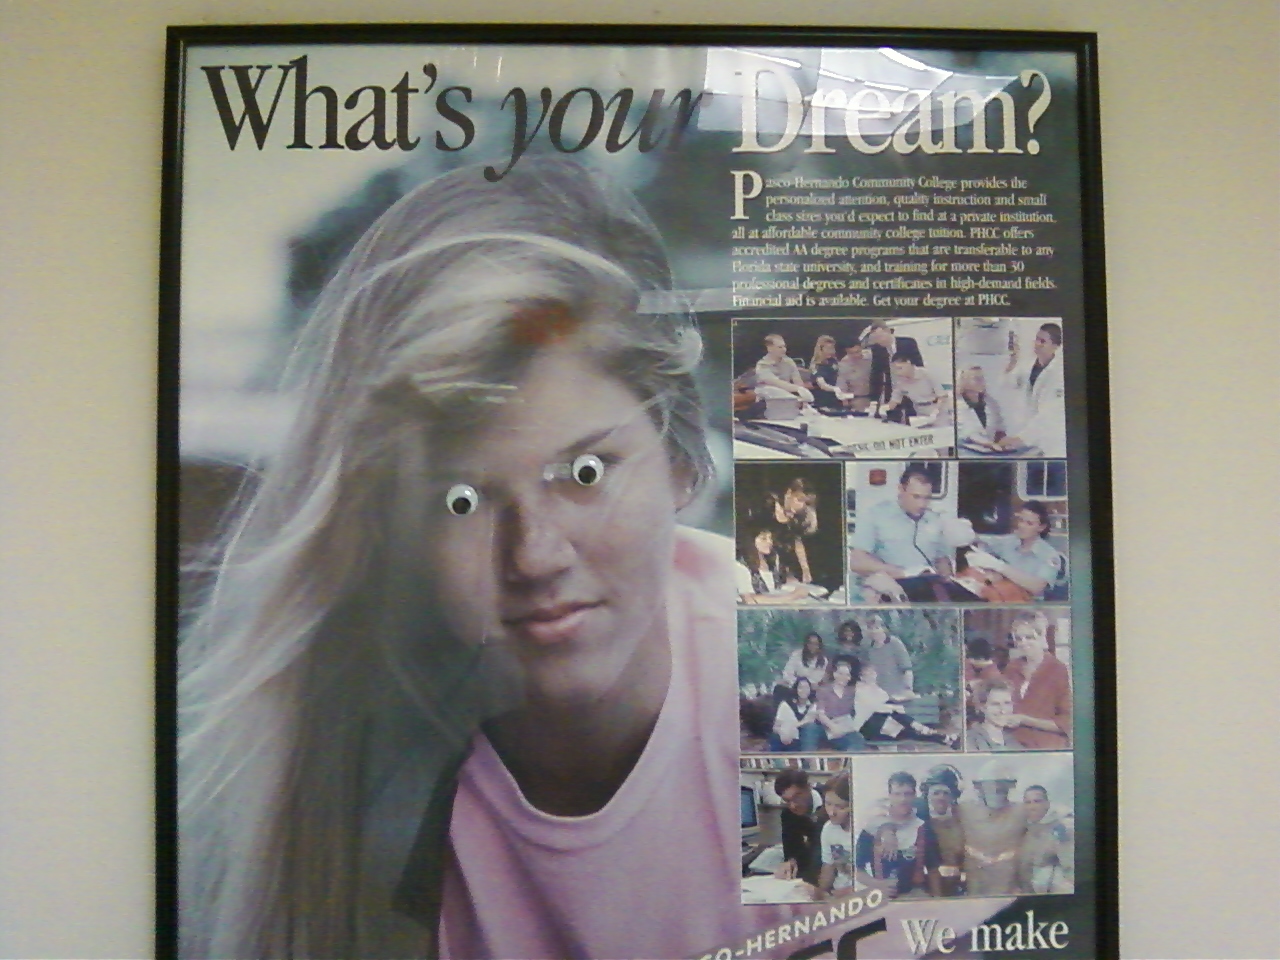 What's your Dream?
Pasco-Hernando Community College provides the
personalized attention, quality instruction and small
class sizes you'd expect to find at a private institution,
all at affordable community college tuition. PHCC offers
accredited AA degree programs that are transferable to any
Florida state university, and training for more than 30
professional degrees and certificates in high-demand fields.
Financial aid is available. Get your degree at PHCC.
DO NOT ENTER
CO-HERNANDO
We make